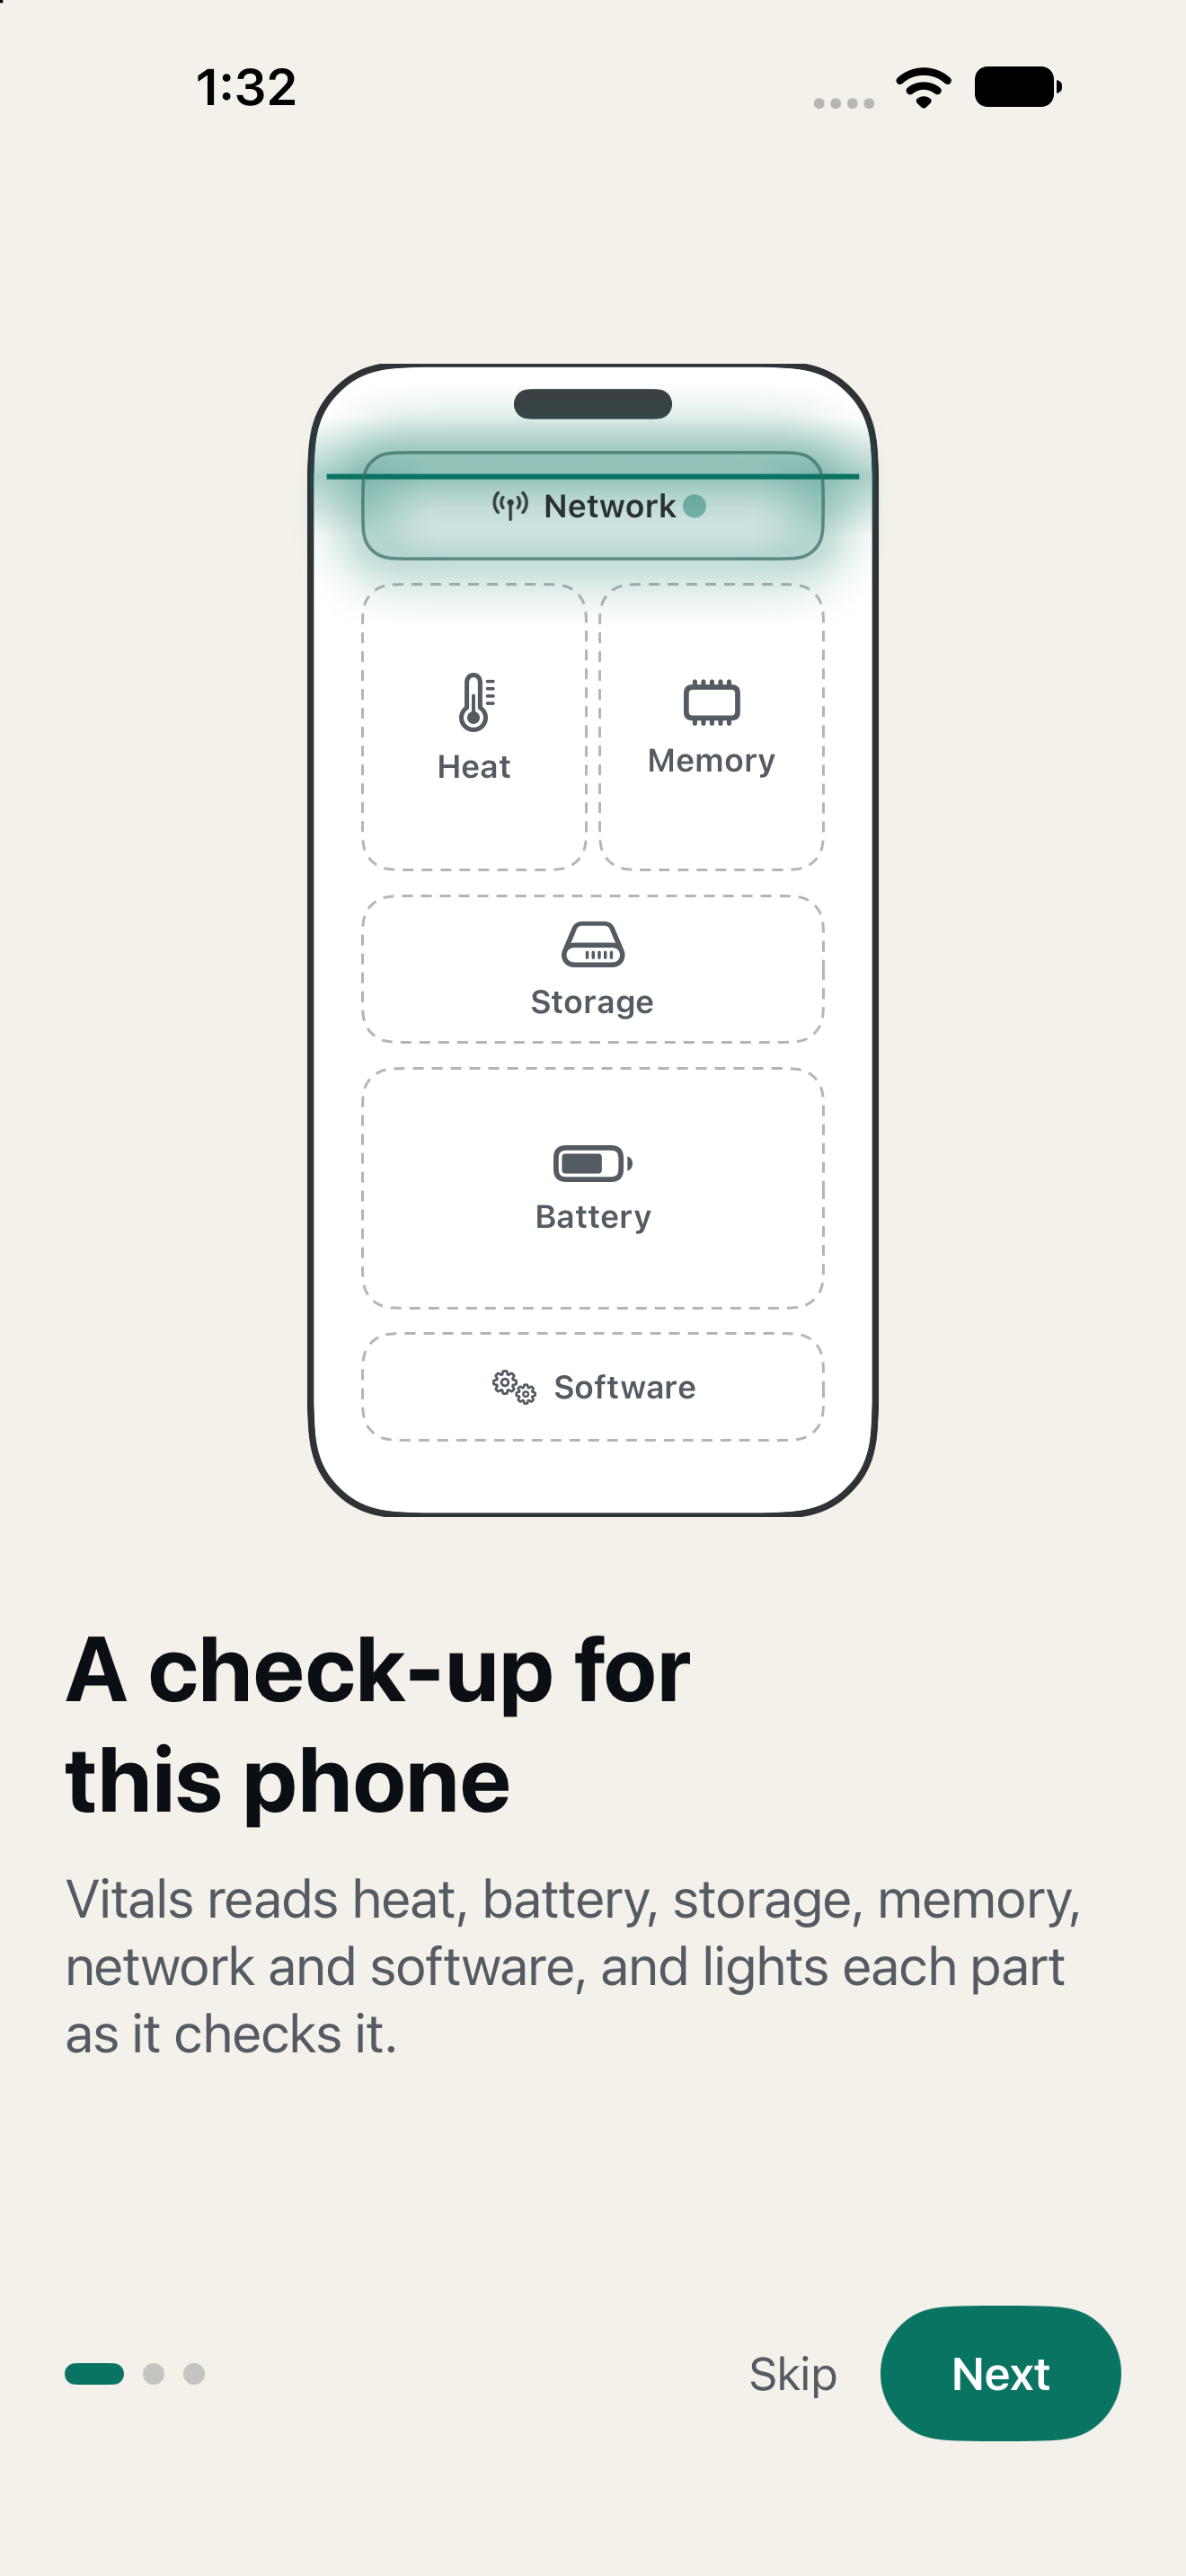 1:32
Network
Heat
Memory
Storage
Battery
Software
A check-up for
this phone
Vitals reads heat, battery, storage, memory,
network and software, and lights each part
as it checks it.
Skip
Next